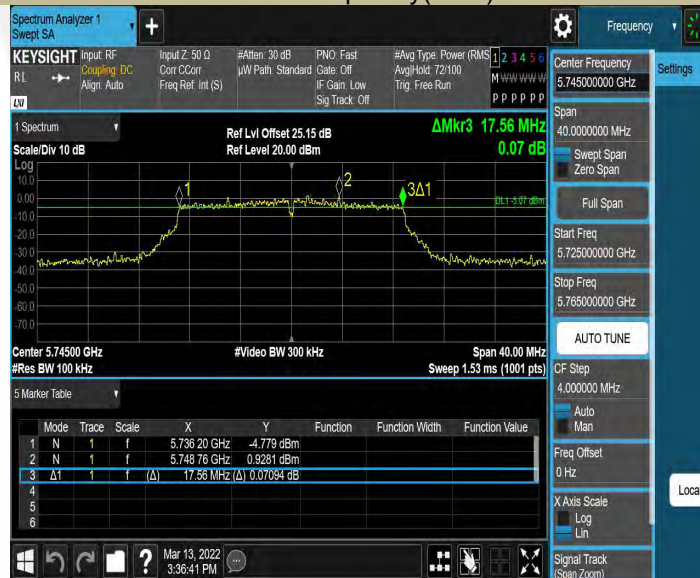 Spectrum Analyzer 1
Swept SA
+
Frequency
KEYSIGHT
Input: RF
Coupling: DC
Align: Auto
Input Z: 50 Ω
Corr CCorr
Freq Ref: Int (S)
#Atten: 30 dB
µW Path: Standard
PNO: Fast
Gate: Off
IF Gain: Low
Sig Track: Off
#Avg Type: Power (RMS
Avg|Hold: 72/100
Trig: Free Run
1 2 3 4 5 6
M W W W W W
P P P P P P
RL
LXI
1 Spectrum
Scale/Div 10 dB
Log
Ref Lvl Offset 25.15 dB
Ref Level 20.00 dBm
ΔMkr3 17.56 MHz
0.07 dB
10.0
0.00
-10.0
-20.0
-30.0
-40.0
-50.0
-60.0
-70.0
1
2
3Δ1
DL1 -5.07 dBm
Center 5.74500 GHz
#Res BW 100 kHz
#Video BW 300 kHz
Span 40.00 MHz
Sweep 1.53 ms (1001 pts)
5 Marker Table
Mode Trace Scale X Y Function Function Width Function Value
1 N 1 f 5.736 20 GHz -4.779 dBm
2 N 1 f 5.748 76 GHz 0.9281 dBm
3 Δ1 1 f (Δ) 17.56 MHz (Δ) 0.07094 dB
4
5
6
?
Mar 13, 2022
3:36:41 PM
Center Frequency
5.745000000 GHz
Settings
Span
40.0000000 MHz
Swept Span
Zero Span
Full Span
Start Freq
5.725000000 GHz
Stop Freq
5.765000000 GHz
AUTO TUNE
CF Step
4.000000 MHz
Auto
Man
Freq Offset
0 Hz
X Axis Scale
Log
Lin
Signal Track
(Span Zoom)
Loca